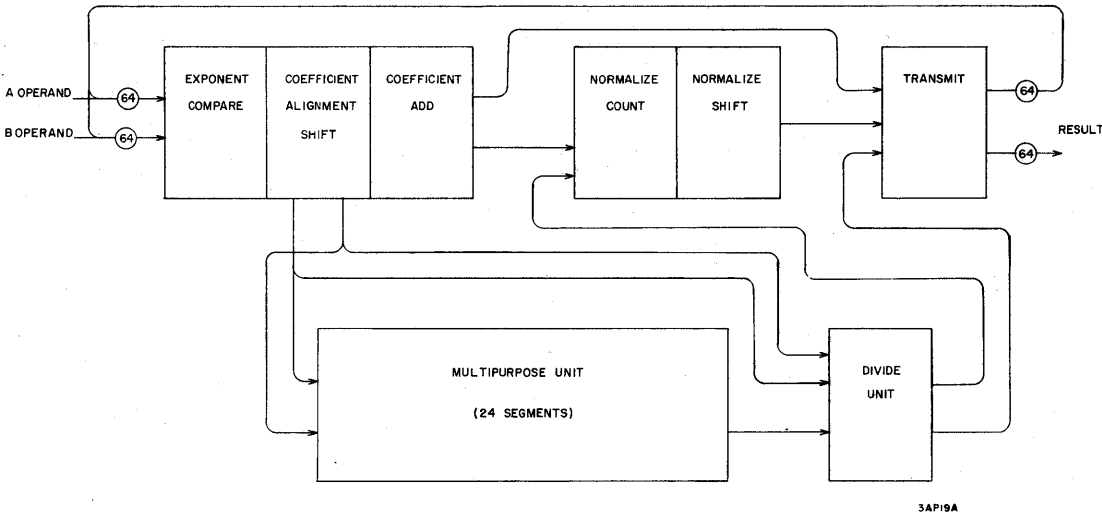 A OPERAND
B OPERAND
64
64
EXPONENT
COMPARE
COEFFICIENT
ALIGNMENT
SHIFT
COEFFICIENT
ADD
NORMALIZE
COUNT
NORMALIZE
SHIFT
TRANSMIT
64
64
RESULT
MULTIPURPOSE UNIT
(24 SEGMENTS)
DIVIDE
UNIT
3AP19A